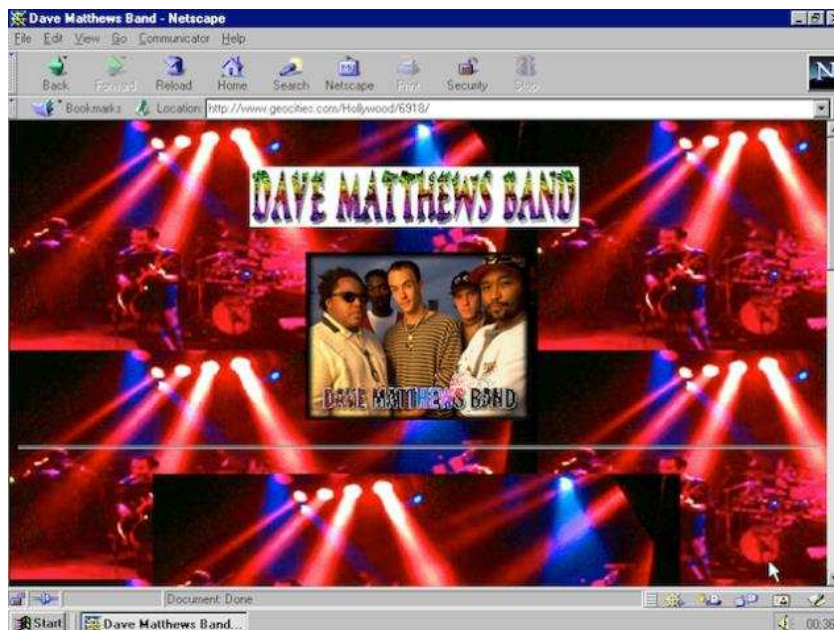 Dave Matthews Band - Netscape
File Edit View Go Communicator Help
Back Forward Reload Home Search Netscape Print Security Stop
N
Bookmarks Location: http://www.geocities.com/Hollywood/6918/
DAVE MATTHEWS BAND
DAVE MATTHEWS BAND
Document: Done
Start Dave Matthews Band... 00:36